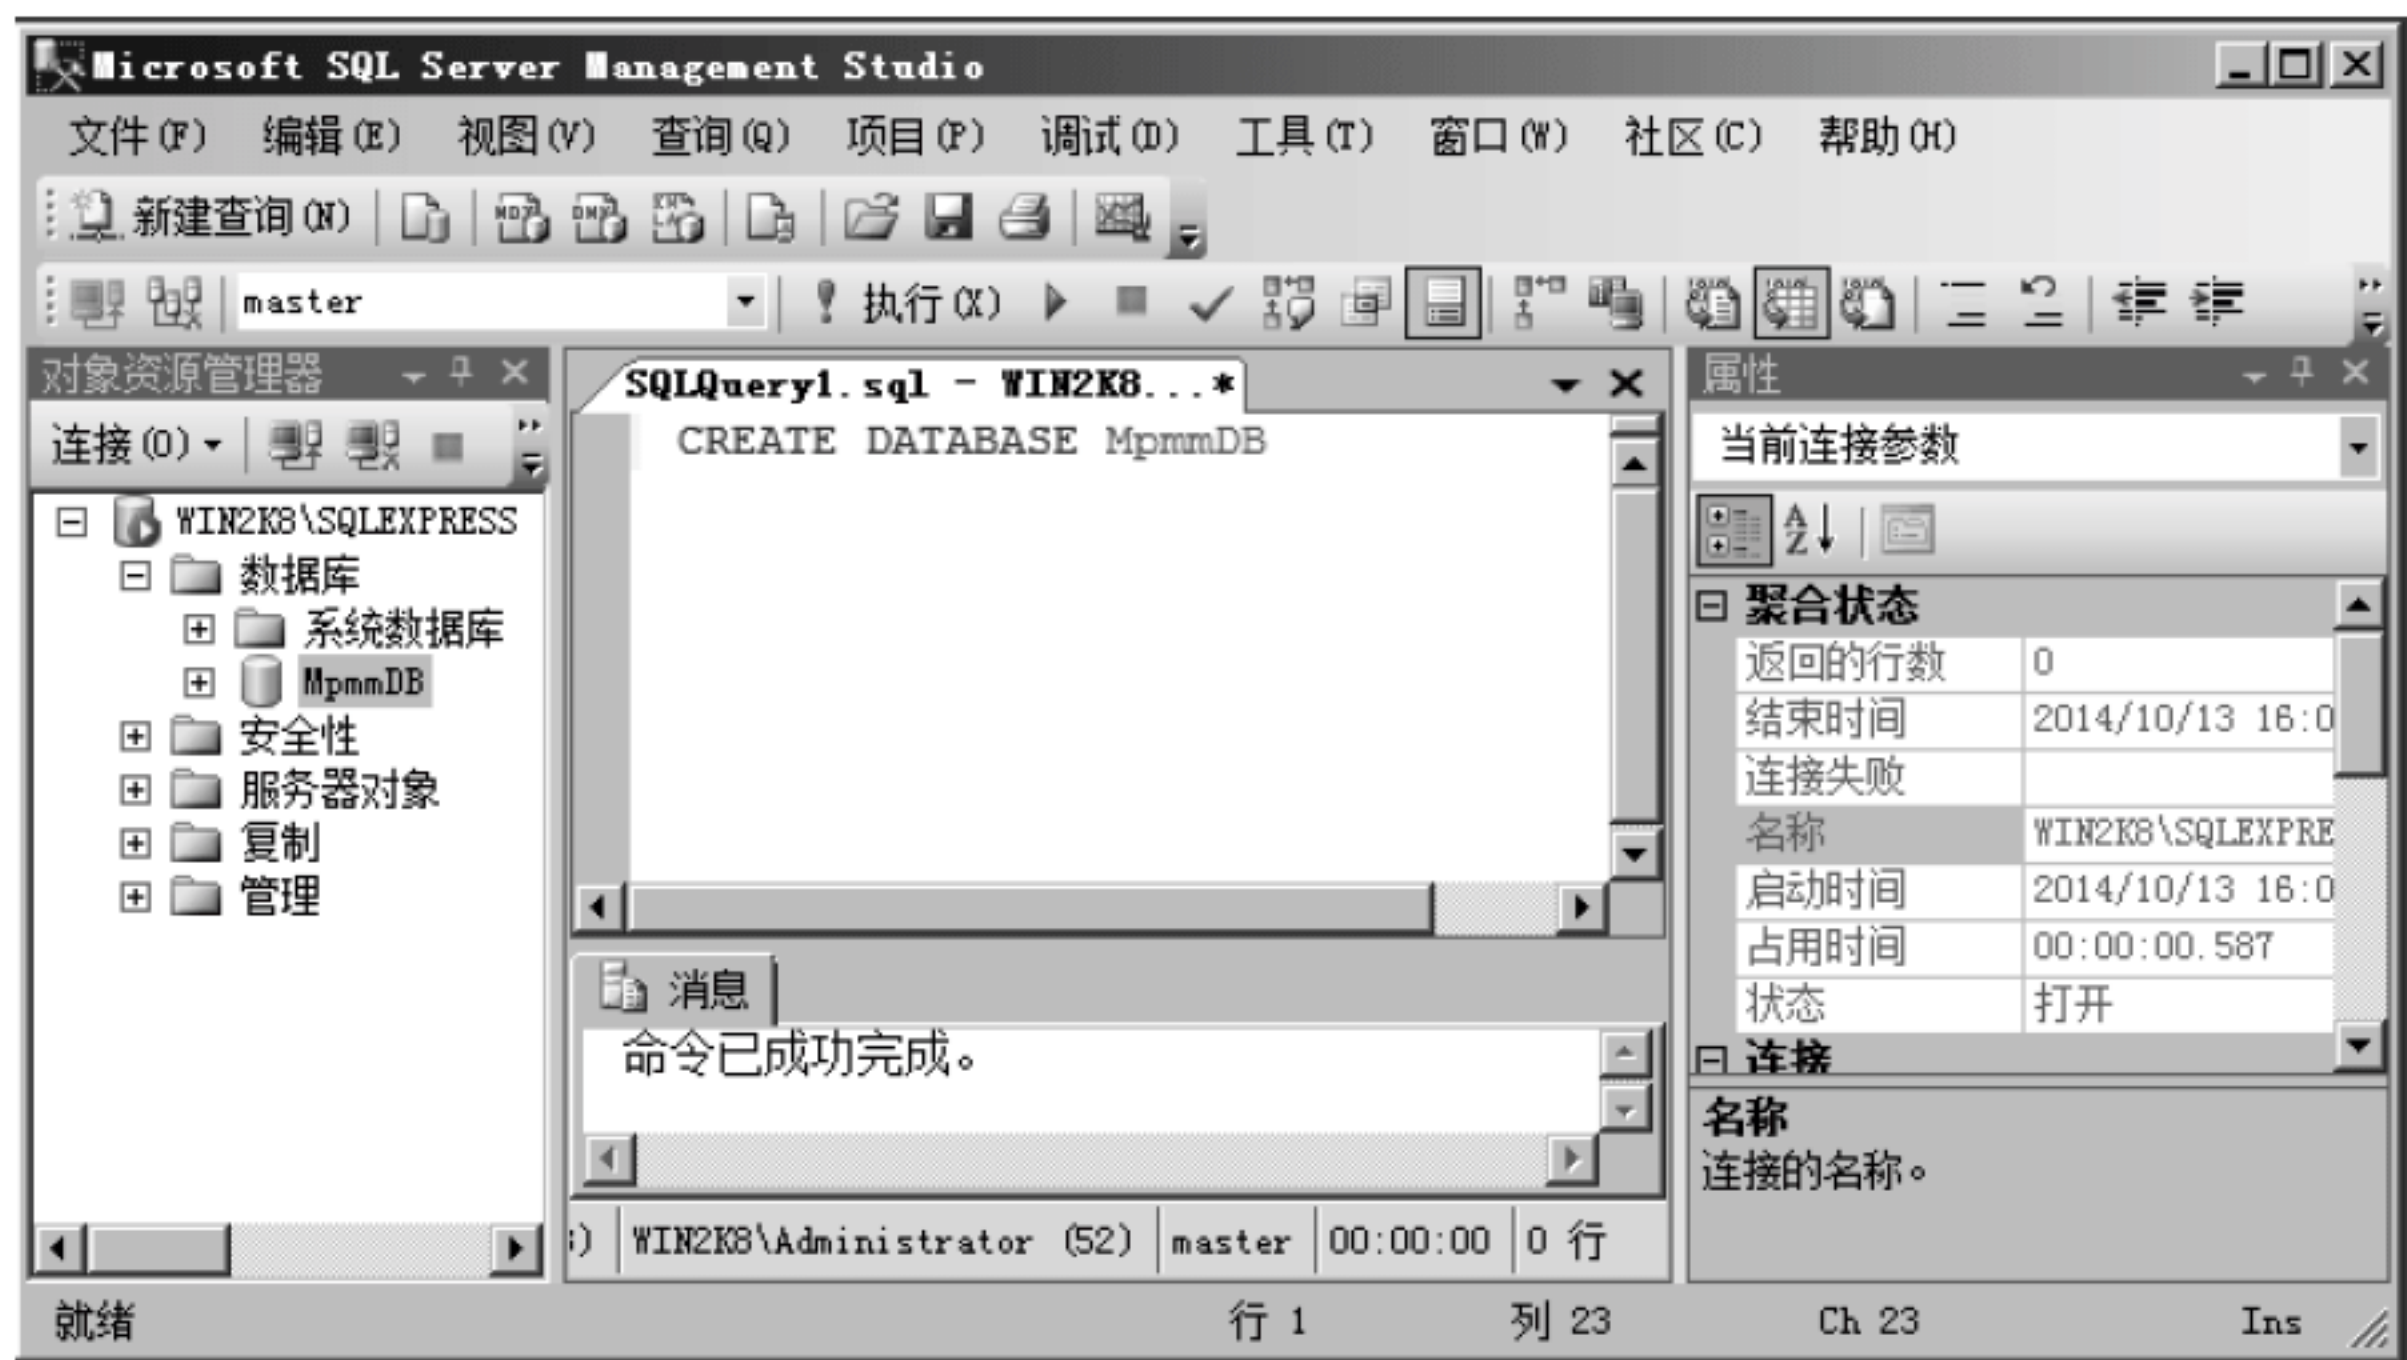 Microsoft SQL Server Management Studio
文件(F) 编辑(E) 视图(V) 查询(Q) 项目(P) 调试(D) 工具(T) 窗口(W) 社区(C) 帮助(H)
新建查询(N)
master 执行(X)
对象资源管理器
连接(O)
WIN2K8\SQLEXPRESS
数据库
系统数据库
MpmmDB
安全性
服务器对象
复制
管理
SQLQuery1.sql - WIN2K8...*
CREATE DATABASE MpmmDB
消息
命令已成功完成。
WIN2K8\Administrator (52) master 00:00:00 0 行
属性
当前连接参数
聚合状态
返回的行数 0
结束时间 2014/10/13 16:0
连接失败
名称 WIN2K8\SQLEXPRE
启动时间 2014/10/13 16:0
占用时间 00:00:00.587
状态 打开
连接
名称
连接的名称。
就绪 行 1 列 23 Ch 23 Ins